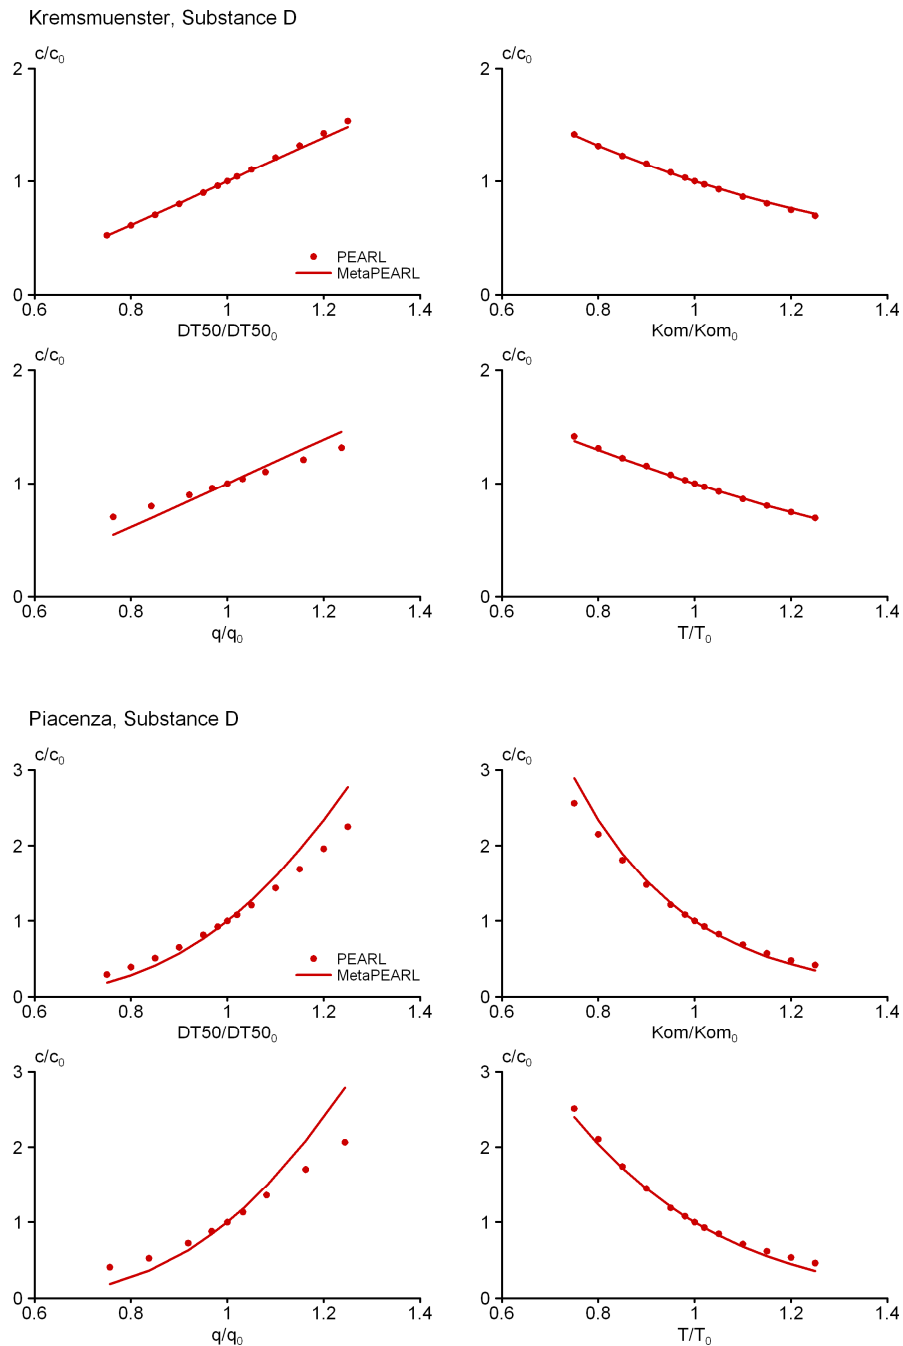 Kremsmuenster, Substance D
c/c₀ c/c₀
2 2
1 1
PEARL
MetaPEARL
0 0
0.6 0.8 1 1.2 1.4 0.6 0.8 1 1.2 1.4
DT50/DT50₀ Kom/Kom₀
c/c₀ c/c₀
2 2
1 1
0 0
0.6 0.8 1 1.2 1.4 0.6 0.8 1 1.2 1.4
q/q₀ T/T₀
Piacenza, Substance D
c/c₀ c/c₀
3 3
2 2
1 1
PEARL
MetaPEARL
0 0
0.6 0.8 1 1.2 1.4 0.6 0.8 1 1.2 1.4
DT50/DT50₀ Kom/Kom₀
c/c₀ c/c₀
3 3
2 2
1 1
0 0
0.6 0.8 1 1.2 1.4 0.6 0.8 1 1.2 1.4
q/q₀ T/T₀